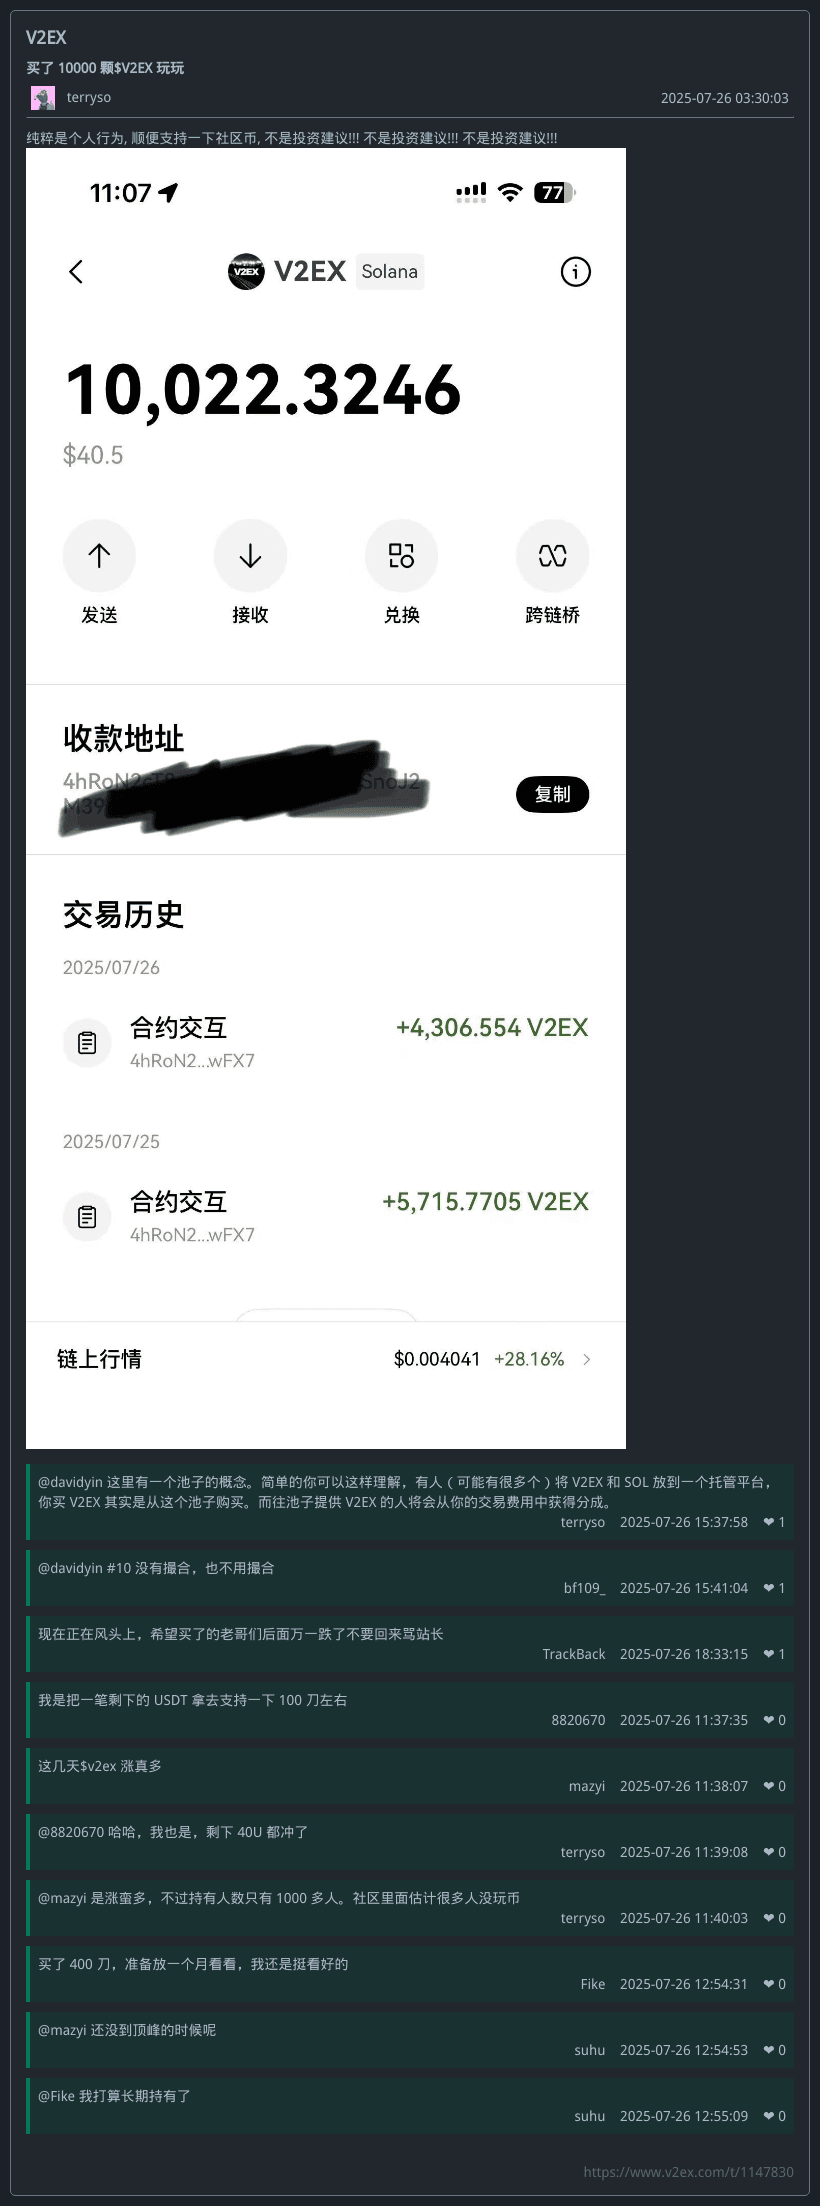 V2EX
买了 10000 颗$V2EX 玩玩
terryso 2025-07-26 03:30:03
纯粹是个人行为, 顺便支持一下社区币, 不是投资建议!!! 不是投资建议!!! 不是投资建议!!!
11:07 77
V2EX V2EX Solana
10,022.3246
$40.5
发送 接收 兑换 跨链桥
收款地址
4hRoN2 SnoJ2
M39 复制
交易历史
2025/07/26
合约交互 +4,306.554 V2EX
4hRoN2...wFX7
2025/07/25
合约交互 +5,715.7705 V2EX
4hRoN2...wFX7
链上行情 $0.004041 +28.16%
@davidyin 这里有一个池子的概念。简单的你可以这样理解，有人（可能有很多个）将 V2EX 和 SOL 放到一个托管平台，
你买 V2EX 其实是从这个池子购买。而往池子提供 V2EX 的人将会从你的交易费用中获得分成。
terryso 2025-07-26 15:37:58 ❤ 1
@davidyin #10 没有撮合，也不用撮合
bf109_ 2025-07-26 15:41:04 ❤ 1
现在正在风头上，希望买了的老哥们后面万一跌了不要回来骂站长
TrackBack 2025-07-26 18:33:15 ❤ 1
我是把一笔剩下的 USDT 拿去支持一下 100 刀左右
8820670 2025-07-26 11:37:35 ❤ 0
这几天$v2ex 涨真多
mazyi 2025-07-26 11:38:07 ❤ 0
@8820670 哈哈，我也是，剩下 40U 都冲了
terryso 2025-07-26 11:39:08 ❤ 0
@mazyi 是涨蛮多，不过持有人数只有 1000 多人。社区里面估计很多人没玩币
terryso 2025-07-26 11:40:03 ❤ 0
买了 400 刀，准备放一个月看看，我还是挺看好的
Fike 2025-07-26 12:54:31 ❤ 0
@mazyi 还没到顶峰的时候呢
suhu 2025-07-26 12:54:53 ❤ 0
@Fike 我打算长期持有了
suhu 2025-07-26 12:55:09 ❤ 0
https://www.v2ex.com/t/1147830